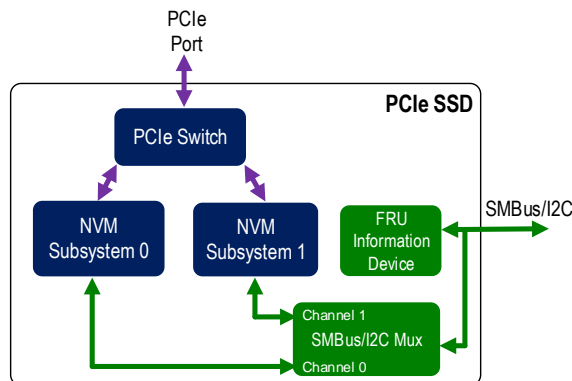 PCIe
Port
PCIe SSD
PCIe Switch
NVM
Subsystem 0
NVM
Subsystem 1
FRU
Information
Device
SMBus/I2C
Channel 1
SMBus/I2C Mux
Channel 0